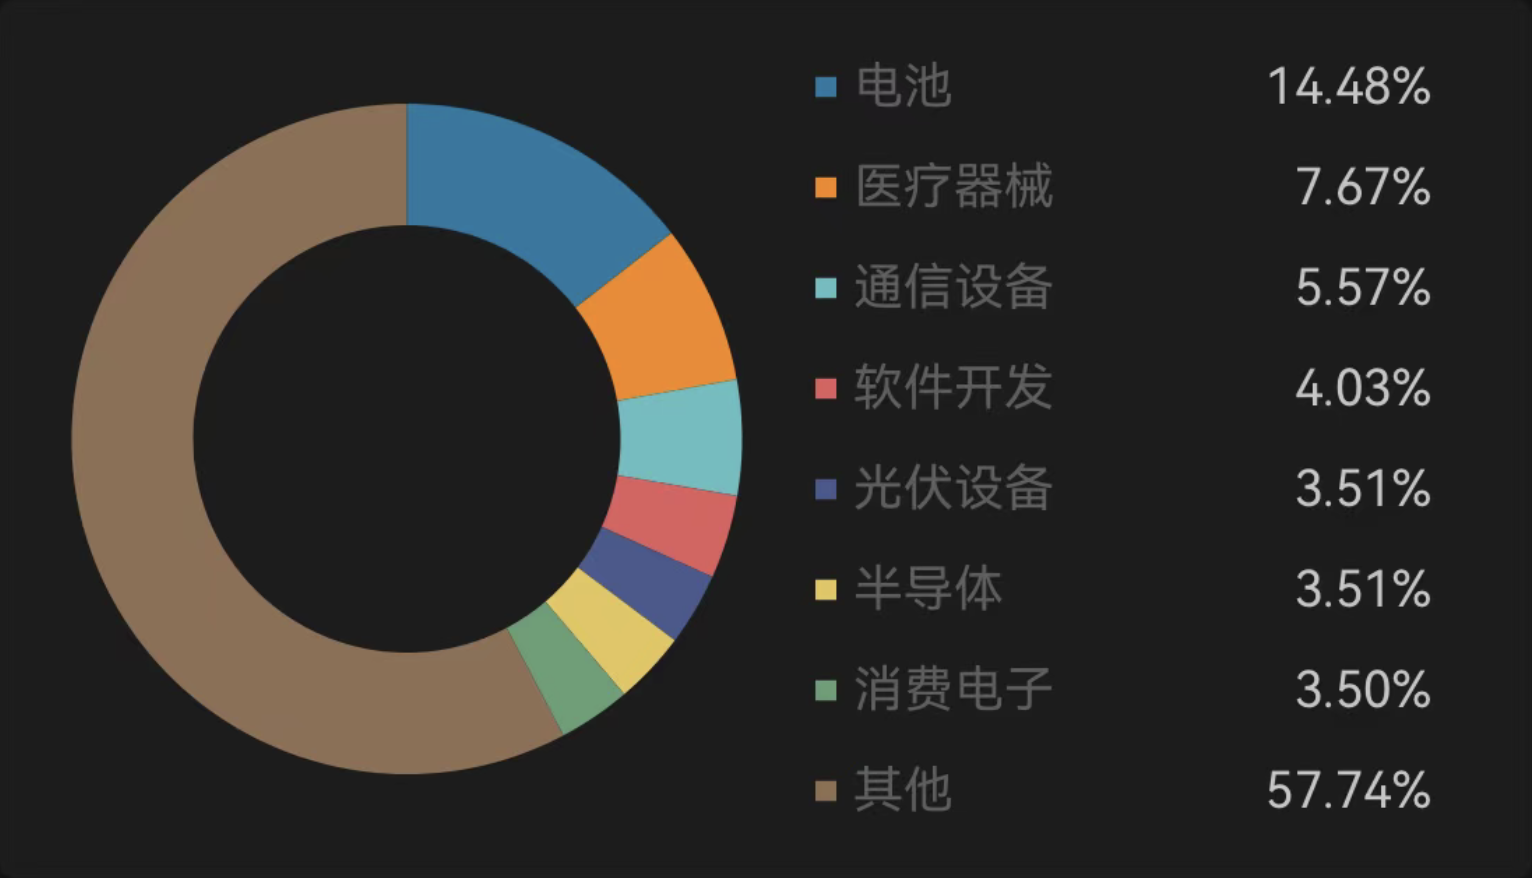 电池 14.48%
医疗器械 7.67%
通信设备 5.57%
软件开发 4.03%
光伏设备 3.51%
半导体 3.51%
消费电子 3.50%
其他 57.74%